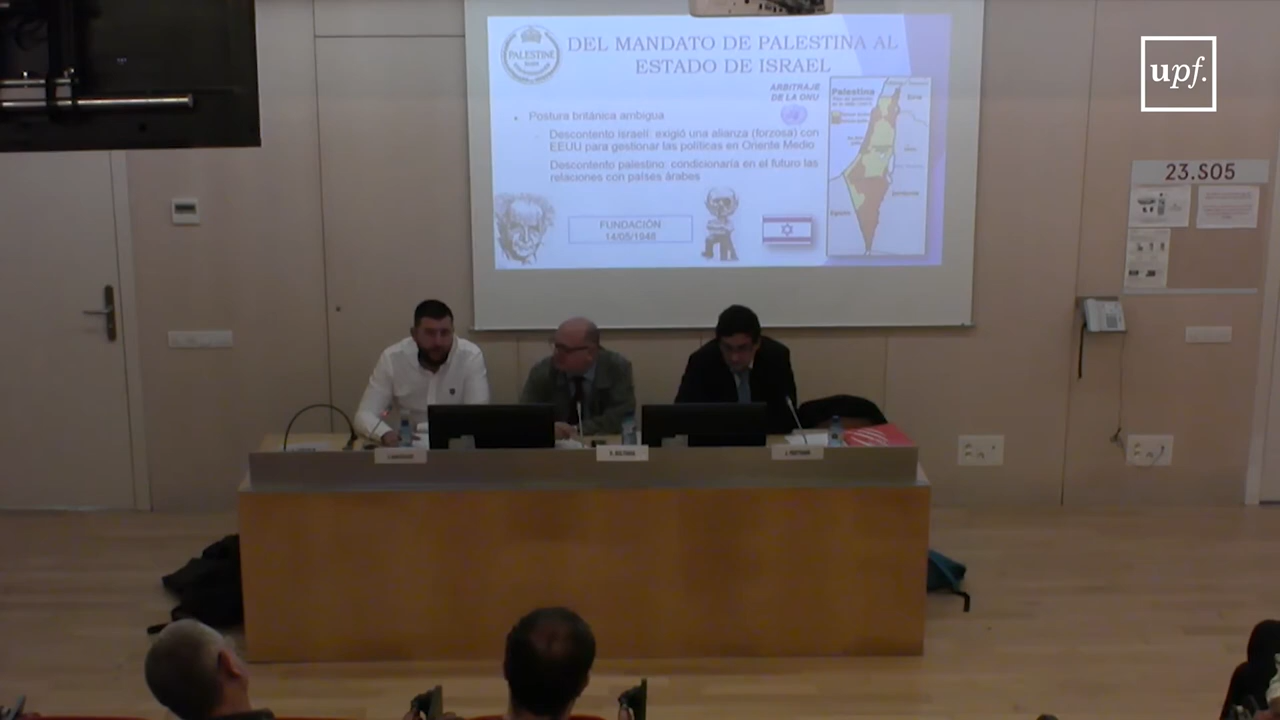 DEL MANDATO DE PALESTINA AL
ESTADO DE ISRAEL
PALESTINE
ARBITRAJE
DE LA ONU
Postura británica ambigua
Descontento israelí: exigió una alianza (forzosa) con
EEUU para gestionar las políticas en Oriente Medio
Descontento palestino: condicionaría en el futuro las
relaciones con países árabes
FUNDACIÓN
14/05/1948
Palestina
Egipto
upf.
23.S05